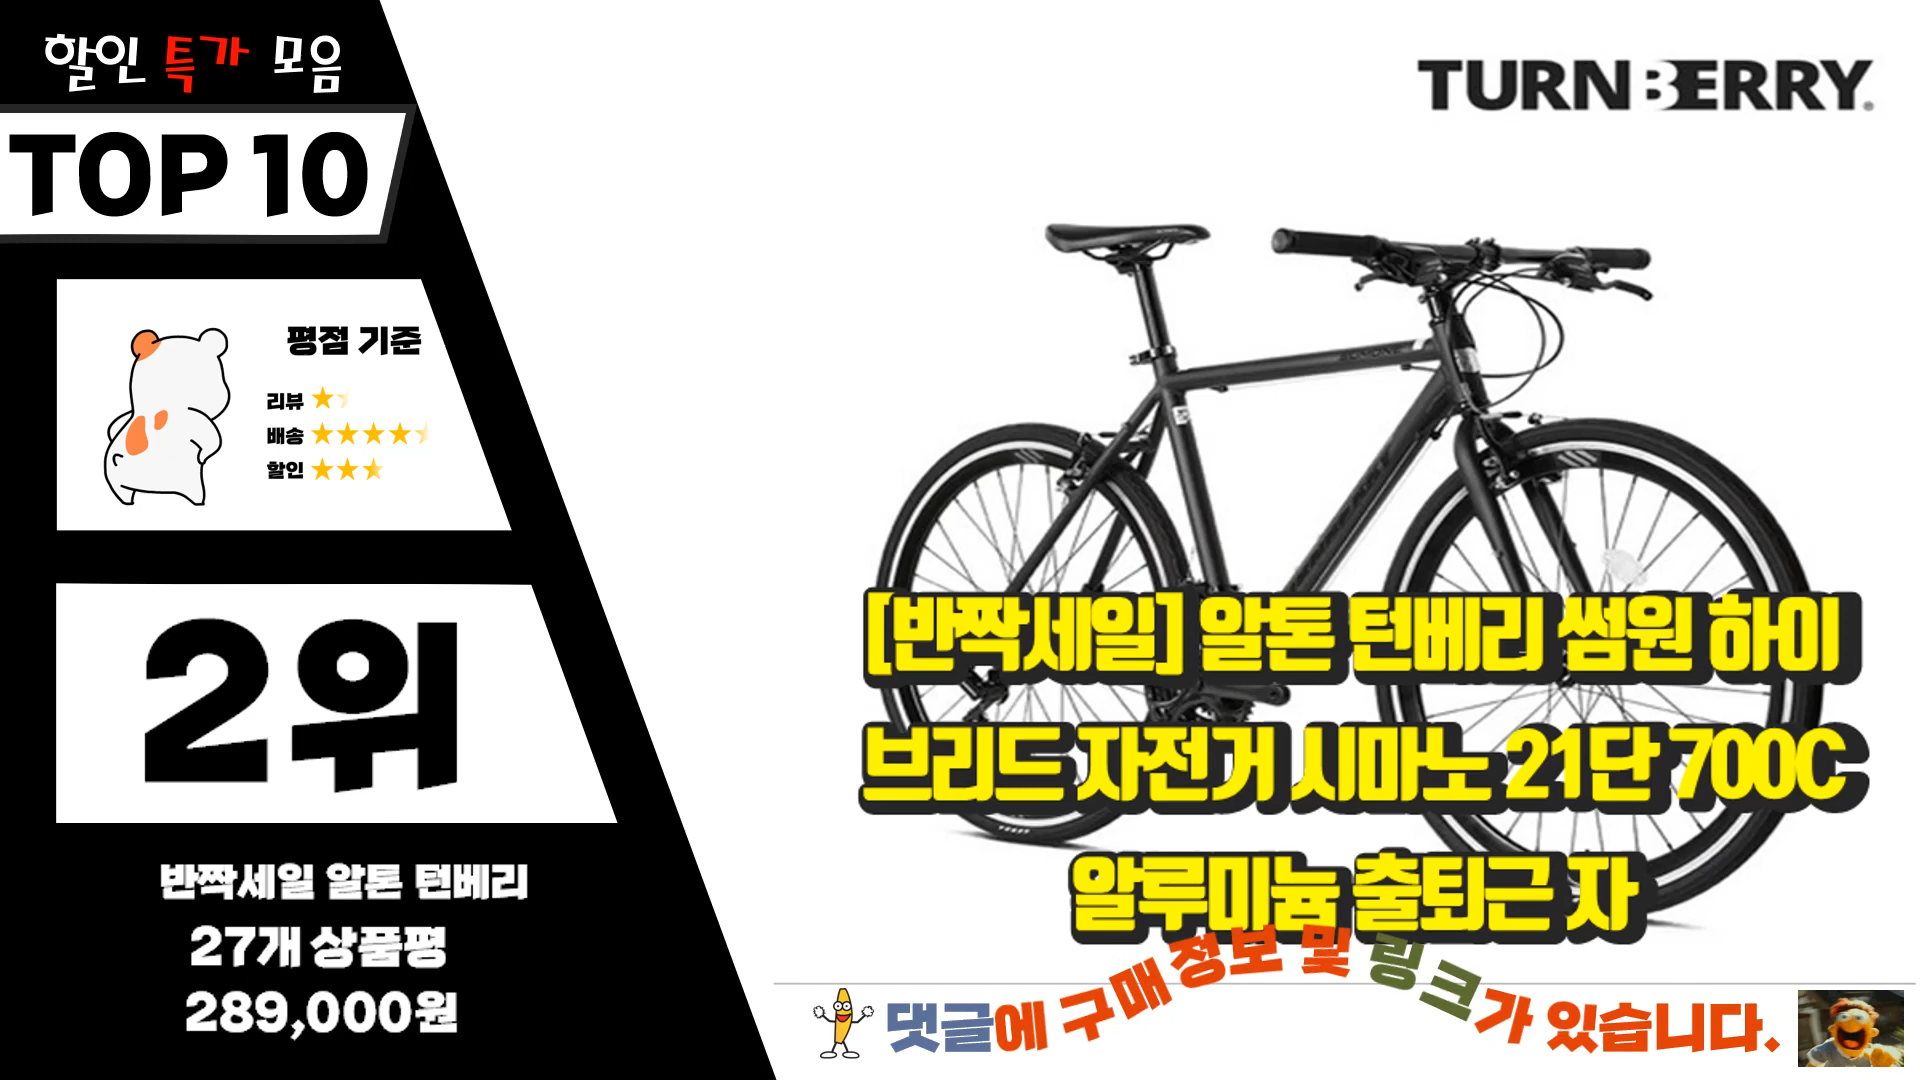 할인 특가 모음
TOP 10
평점 기준
리뷰
배송
할인
2위
반짝세일 알톤 턴베리
27개 상품평
289,000원
TURNBERRY
[반짝세일] 알톤 턴베리 썸원 하이
브리드 자전거 시마노 21단 700C
알루미늄 출퇴근 자
댓글에 구매 정보 및 링크가 있습니다.